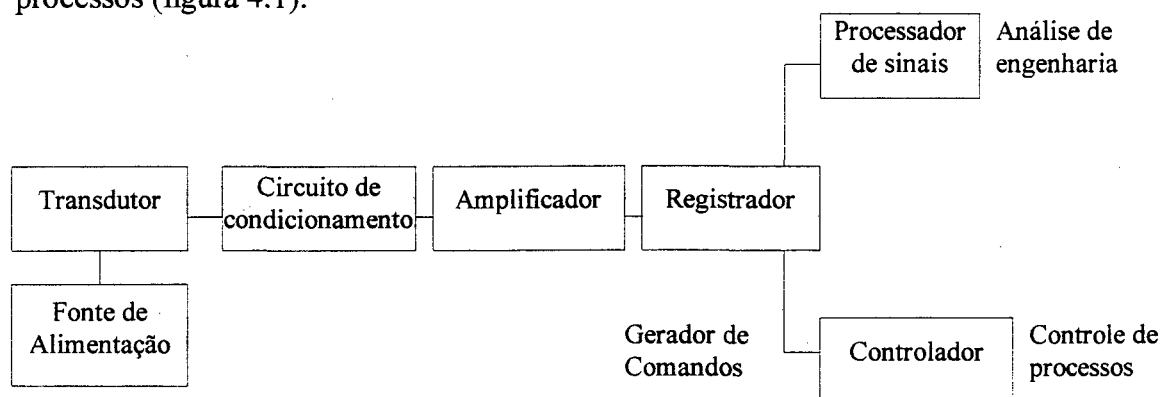 processos (figura 4.1).
Processador
de sinais
Análise de
engenharia
Transdutor
Circuito de
condicionamento
Amplificador
Registrador
Fonte de
Alimentação
Gerador de
Comandos
Controlador
Controle de
processos